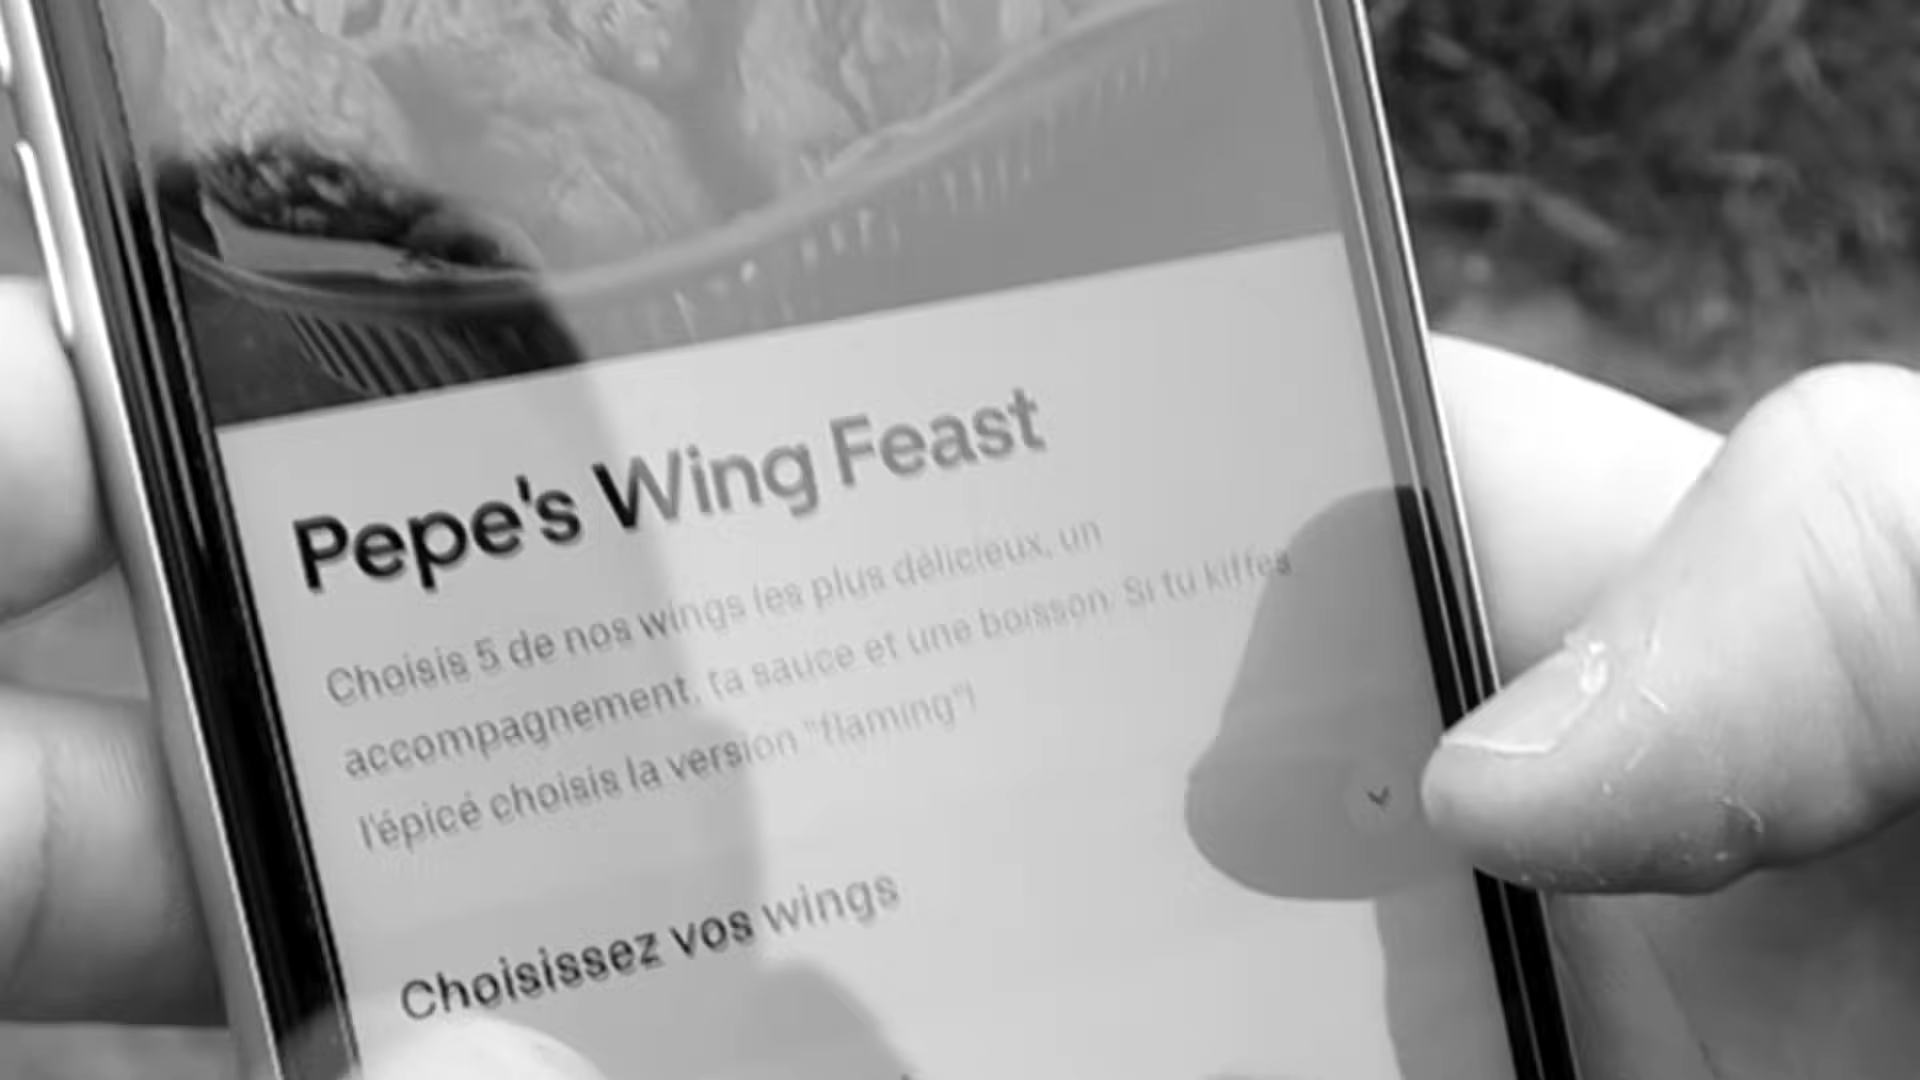 Pepe's Wing Feast
Choisis 5 de nos wings les plus délicieux, un
accompagnement, ta sauce et une boisson. Si tu kiffes
l'épicé choisis la version "flaming"!
Choisissez vos wings